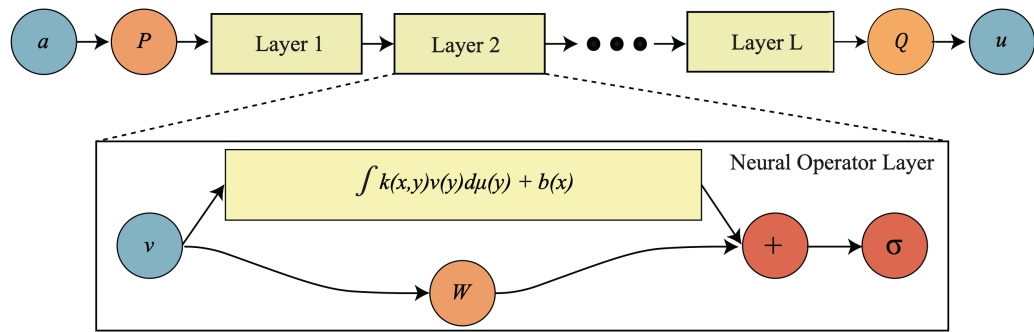 a P Layer 1 Layer 2 Layer L Q u
Neural Operator Layer
∫ k(x,y)v(y)dμ(y) + b(x)
v + σ
W